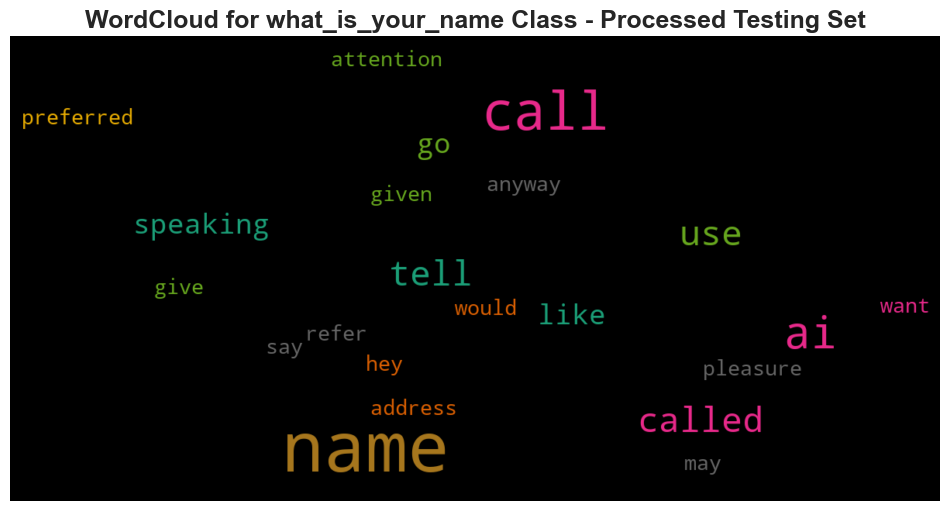 WordCloud for what_is_your_name Class - Processed Testing Set
attention
call
preferred
go
anyway
given
speaking
use
tell
give
would
like
want
refer
ai
say
hey
pleasure
address
called
name
may